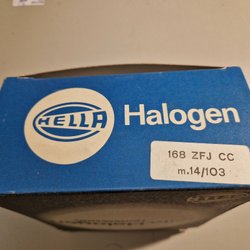 HELLA
Halogen
168 ZFJ CC
m.14/103